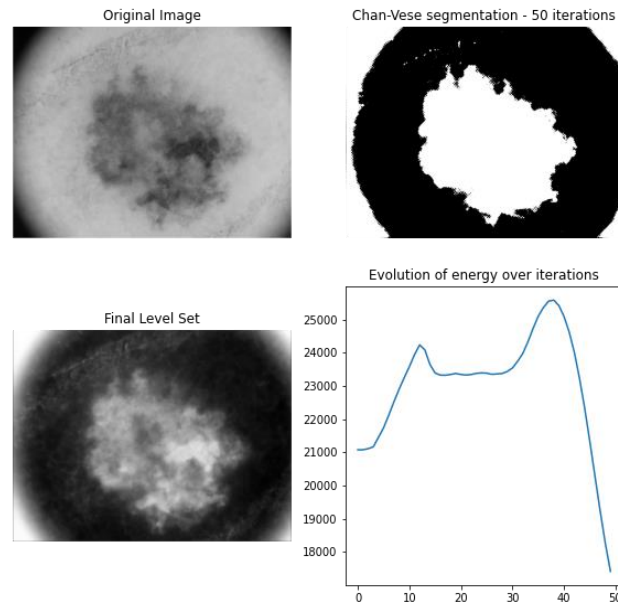 Original Image
Chan-Vese segmentation - 50 iterations
Final Level Set
Evolution of energy over iterations
25000
24000
23000
22000
21000
20000
19000
18000
0 10 20 30 40 50